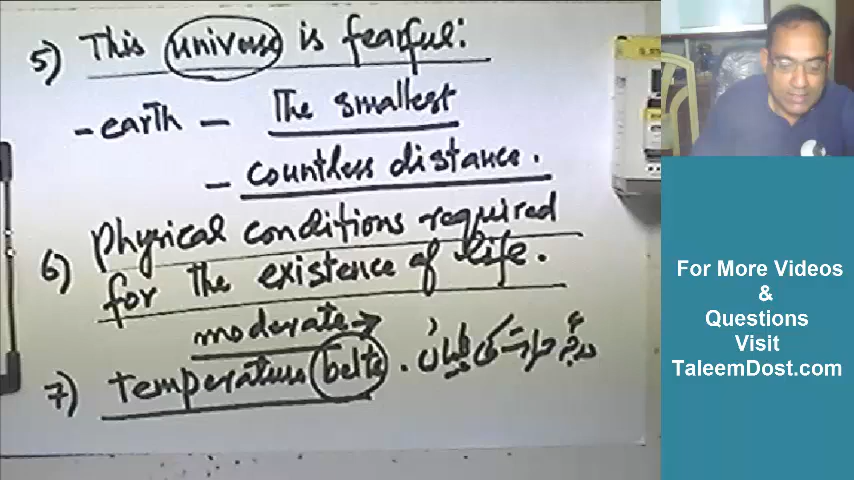 5) This universe is fearful:
- earth - The smallest
- countless distance.
6) Physical conditions required
for the existence of life.
moderate →
7) temperature belts. درجہ حرارت کی پٹیاں
For More Videos
&
Questions
Visit
TaleemDost.com